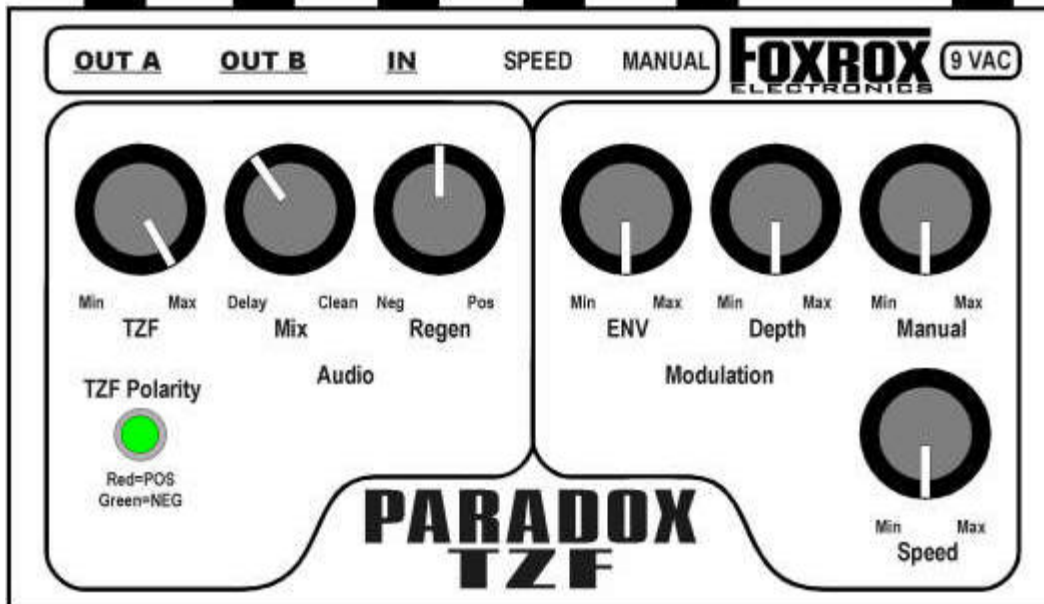 OUT A OUT B IN SPEED MANUAL FOXROX 9 VAC
ELECTRONICS
Min Max Delay Clean Neg Pos Min Max Min Max Min Max
TZF Mix Regen ENV Depth Manual
Audio Modulation
TZF Polarity
Red=POS
Green=NEG
Min Max
Speed
PARADOX
TZF